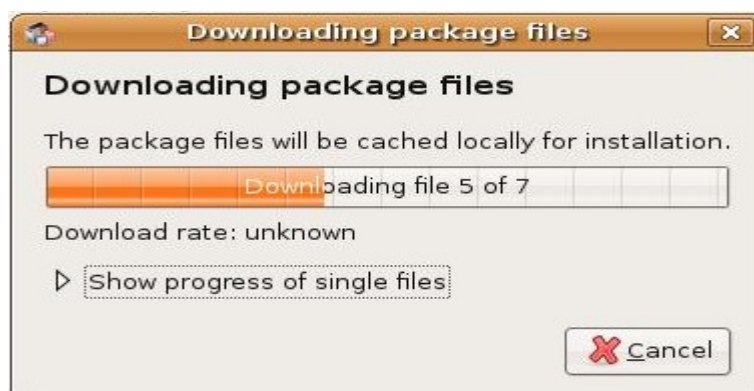 Downloading package files
Downloading package files
The package files will be cached locally for installation.
Downloading file 5 of 7
Download rate: unknown
Show progress of single files
Cancel